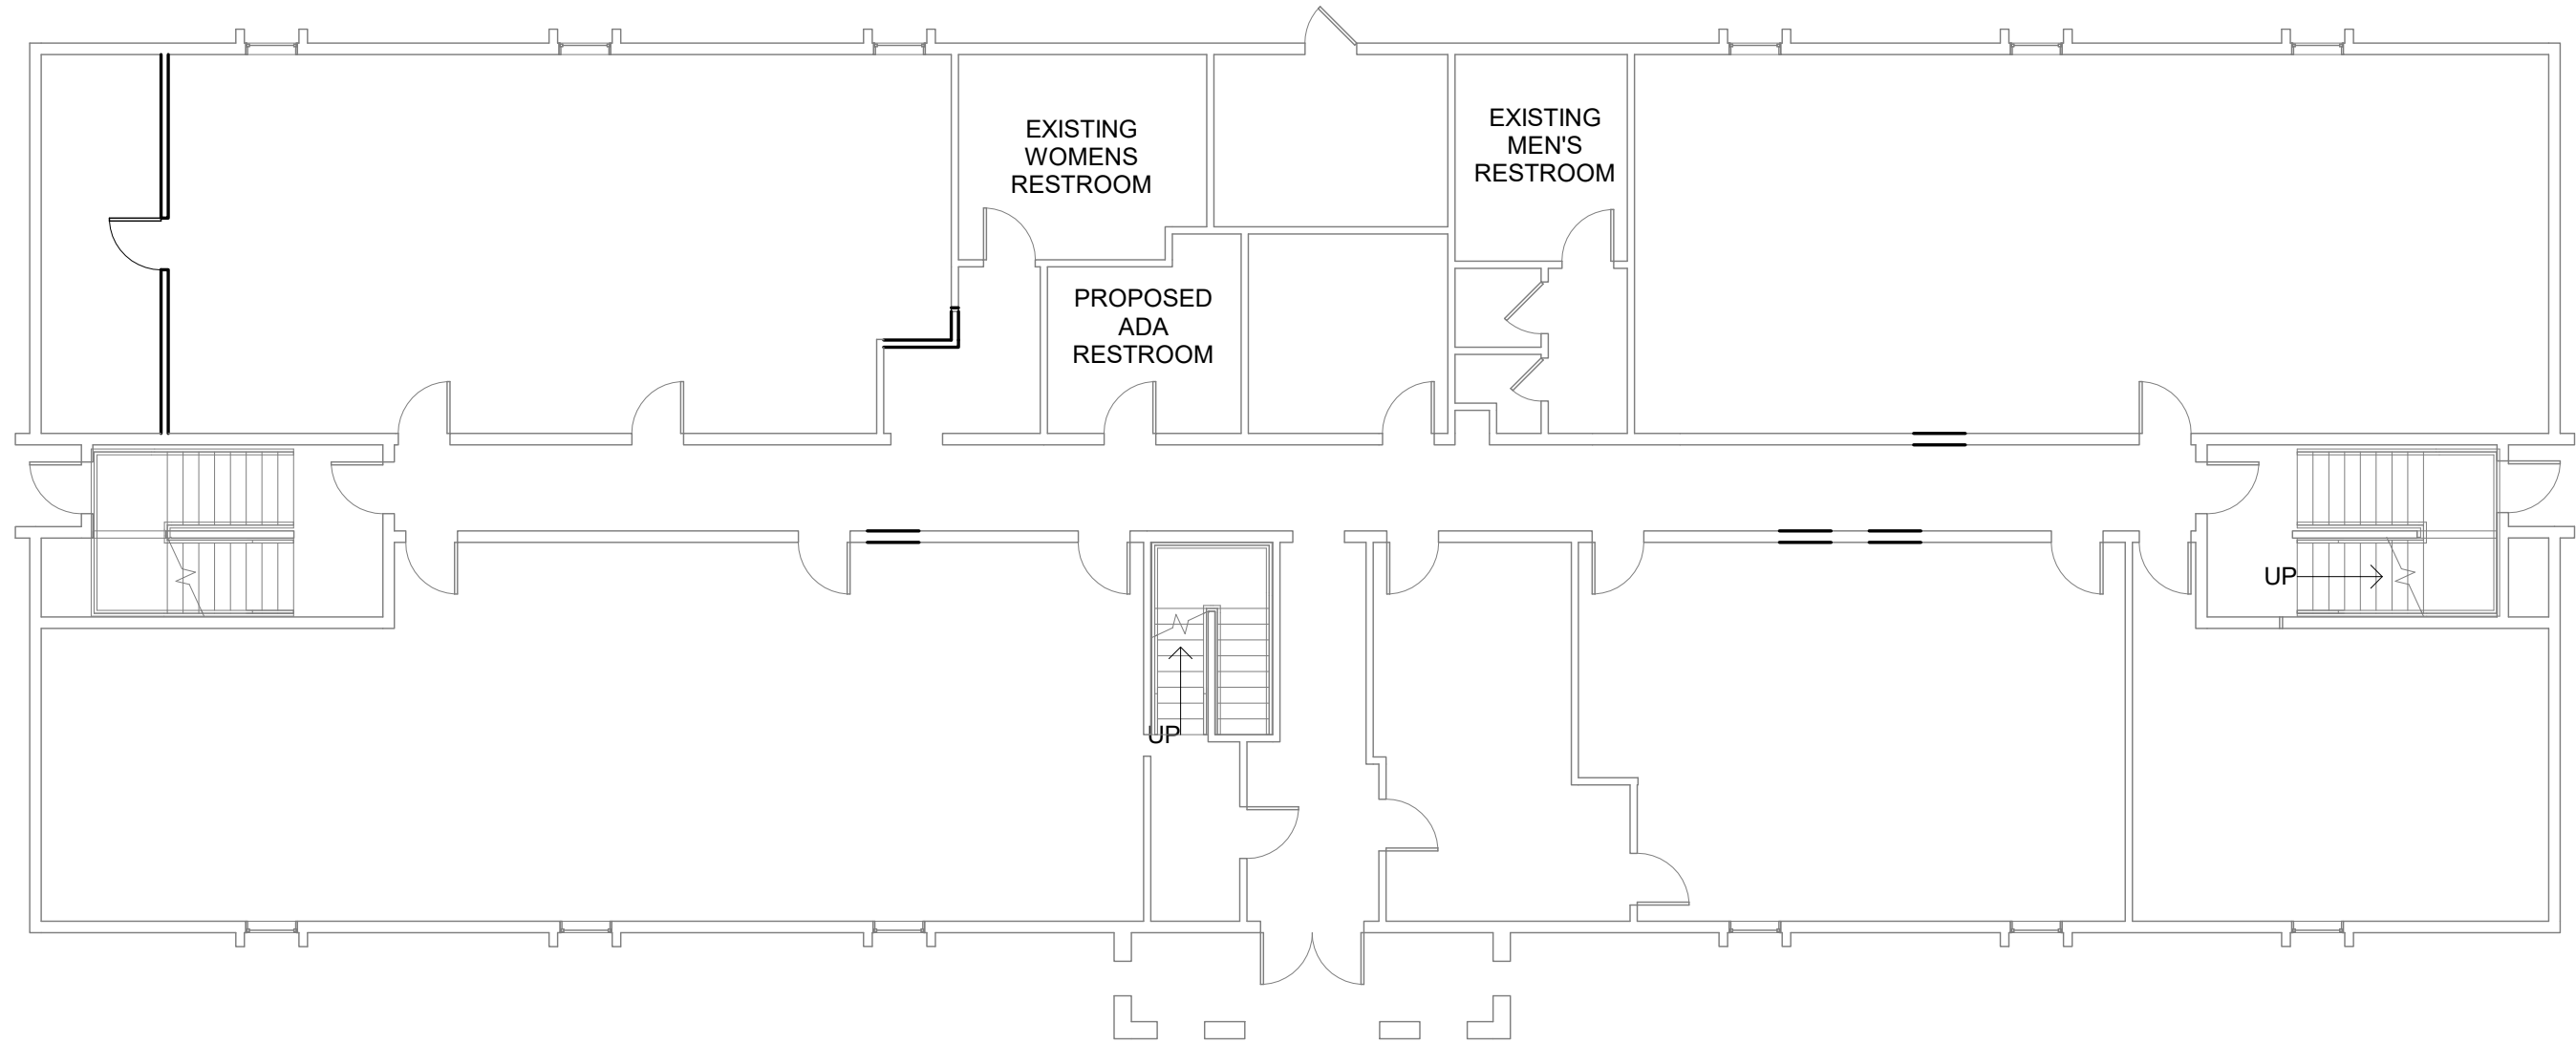 EXISTING
WOMENS
RESTROOM
EXISTING
MEN'S
RESTROOM
PROPOSED
ADA
RESTROOM
UP
UP